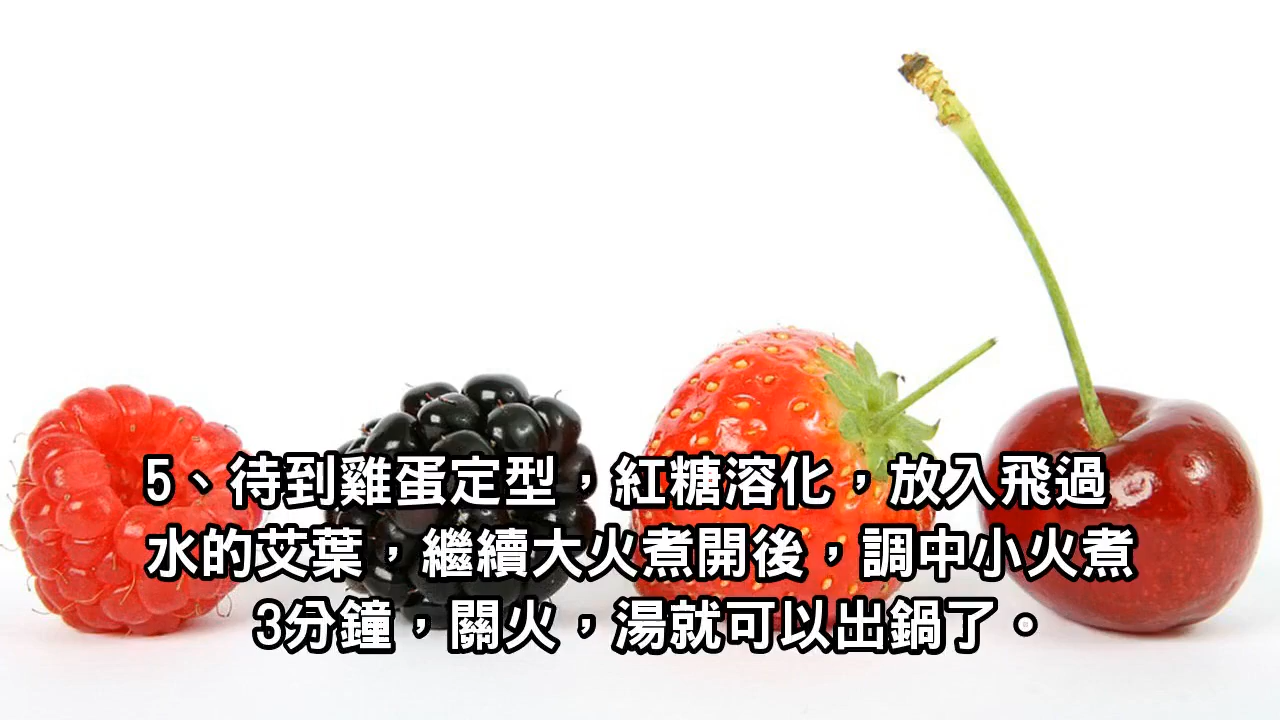 5、待到雞蛋定型，紅糖溶化，放入飛過
水的艾葉，繼續大火煮開後，調中小火煮
3分鐘，關火，湯就可以出鍋了。